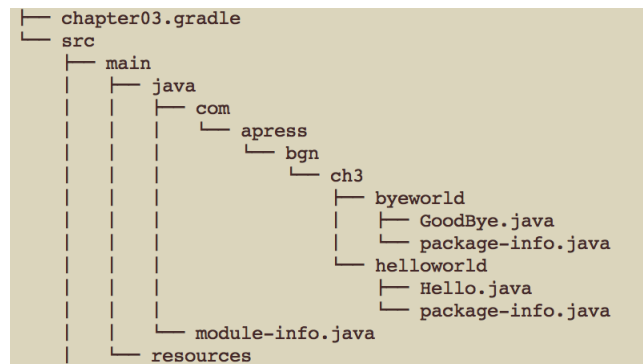 ├── chapter03.gradle
└── src
    ├── main
    │   ├── java
    │   │   ├── com
    │   │   │   └── apress
    │   │   │       └── bgn
    │   │   │           └── ch3
    │   │   │               ├── byeworld
    │   │   │               │   ├── GoodBye.java
    │   │   │               │   └── package-info.java
    │   │   │               └── helloworld
    │   │   │                   ├── Hello.java
    │   │   │                   └── package-info.java
    │   │   └── module-info.java
    │   └── resources